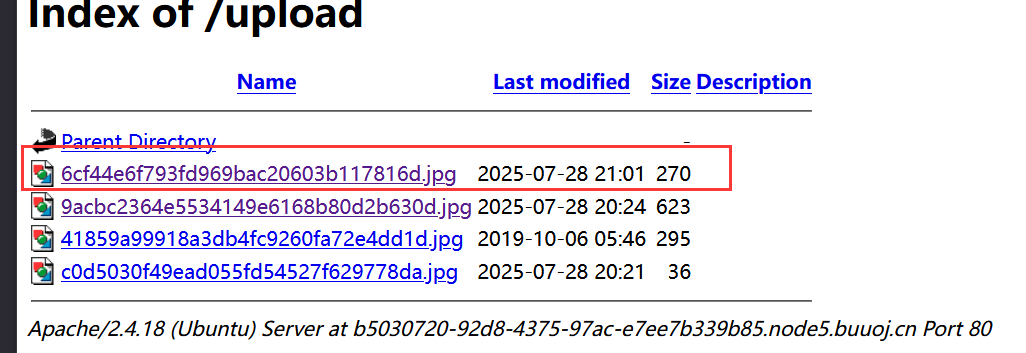 Index of /upload
Name Last modified Size Description
Parent Directory -
6cf44e6f793fd969bac20603b117816d.jpg 2025-07-28 21:01 270
9acbc2364e5534149e6168b80d2b630d.jpg 2025-07-28 20:24 623
41859a99918a3db4fc9260fa72e4dd1d.jpg 2019-10-06 05:46 295
c0d5030f49ead055fd54527f629778da.jpg 2025-07-28 20:21 36
Apache/2.4.18 (Ubuntu) Server at b5030720-92d8-4375-97ac-e7ee7b339b85.node5.buuoj.cn Port 80